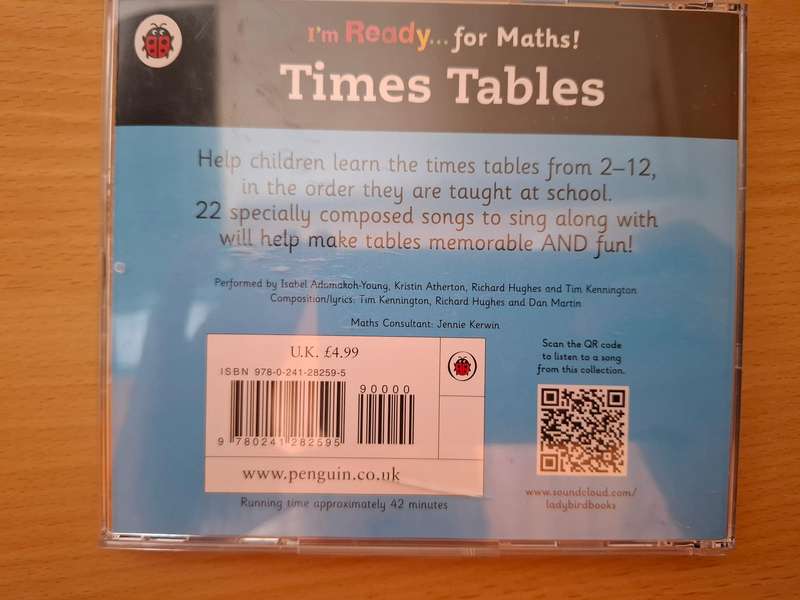 I'm Ready... for Maths!
Times Tables
Help children learn the times tables from 2–12,
in the order they are taught at school.
22 specially composed songs to sing along with
will help make tables memorable AND fun!
Performed by Isabel Adomakoh-Young, Kristin Atherton, Richard Hughes and Tim Kennington
Composition/lyrics: Tim Kennington, Richard Hughes and Dan Martin
Maths Consultant: Jennie Kerwin
U.K. £4.99
ISBN 978-0-241-28259-5
90000
9 780241 282595
www.penguin.co.uk
Running time approximately 42 minutes
Scan the QR code
to listen to a song
from this collection.
www.soundcloud.com/
ladybirdbooks